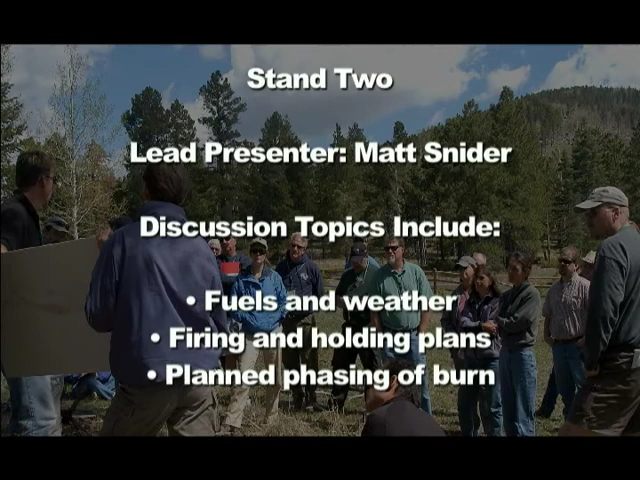 Stand Two
Lead Presenter: Matt Snider
Discussion Topics Include:
• Fuels and weather
• Firing and holding plans
• Planned phasing of burn